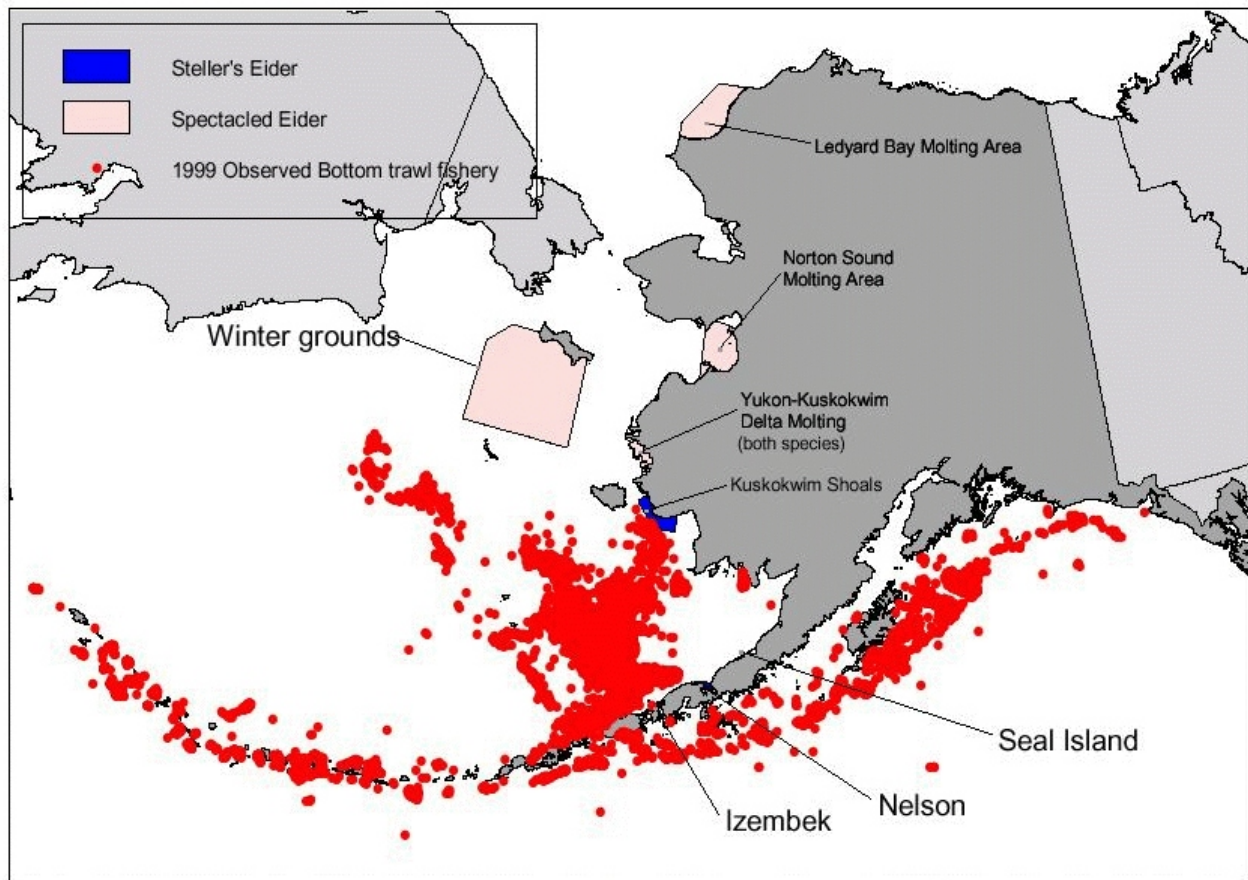 Steller's Eider
Spectacled Eider
1999 Observed Bottom trawl fishery
Ledyard Bay Molting Area
Norton Sound
Molting Area
Winter grounds
Yukon-Kuskokwim
Delta Molting
(both species)
Kuskokwim Shoals
Seal Island
Nelson
Izembek